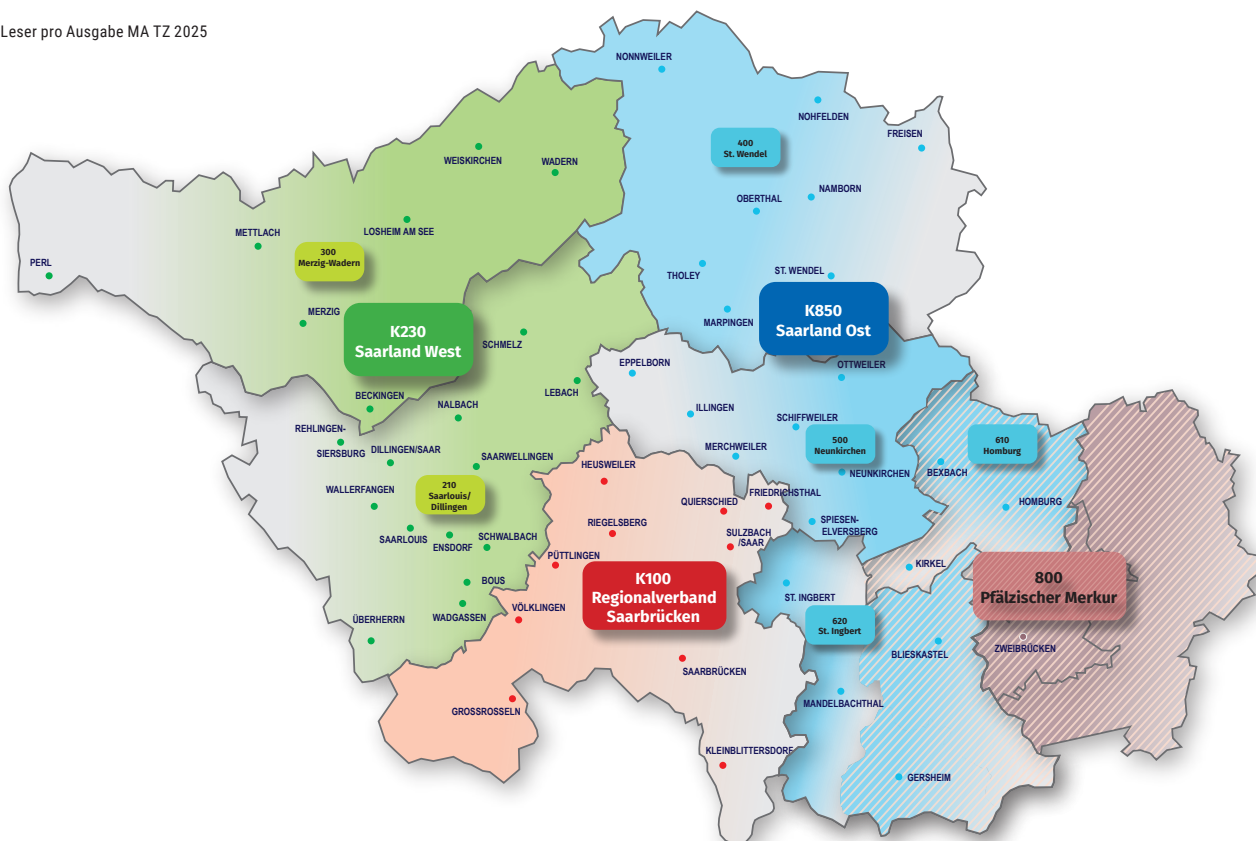 Leser pro Ausgabe MA TZ 2025
NONNWEILER
NOHFELDEN
FREISEN
400
St. Wendel
WEISKIRCHEN
WADERN
NAMBORN
OBERTHAL
METTLACH
LOSHEIM AM SEE
300
Merzig-Wadern
PERL
THOLEY
ST. WENDEL
MERZIG
K230
Saarland West
MARPINGEN
K850
Saarland Ost
SCHMELZ
EPPELBORN
OTTWEILER
LEBACH
BECKINGEN
NALBACH
ILLINGEN
SCHIFFWEILER
REHLINGEN-
SIERSBURG
DILLINGEN/SAAR
MERCHWEILER
500
Neunkirchen
610
Homburg
SAARWELLINGEN
HEUSWEILER
NEUNKIRCHEN
BEXBACH
WALLERFANGEN
210
Saarlouis/
Dillingen
QUIERSCHIED
FRIEDRICHSTHAL
HOMBURG
RIEGELSBERG
SPIESEN-
ELVERSBERG
SULZBACH
/SAAR
SAARLOUIS
ENSDORF
SCHWALBACH
PÜTTLINGEN
KIRKEL
BOUS
K100
Regionalverband
Saarbrücken
ST. INGBERT
800
Pfälzischer Merkur
VÖLKLINGEN
WADGASSEN
ÜBERHERRN
620
St. Ingbert
BLIESKASTEL
ZWEIBRÜCKEN
SAARBRÜCKEN
MANDELBACHTHAL
GROSSROSSELN
KLEINBLITTERSDORF
GERSHEIM